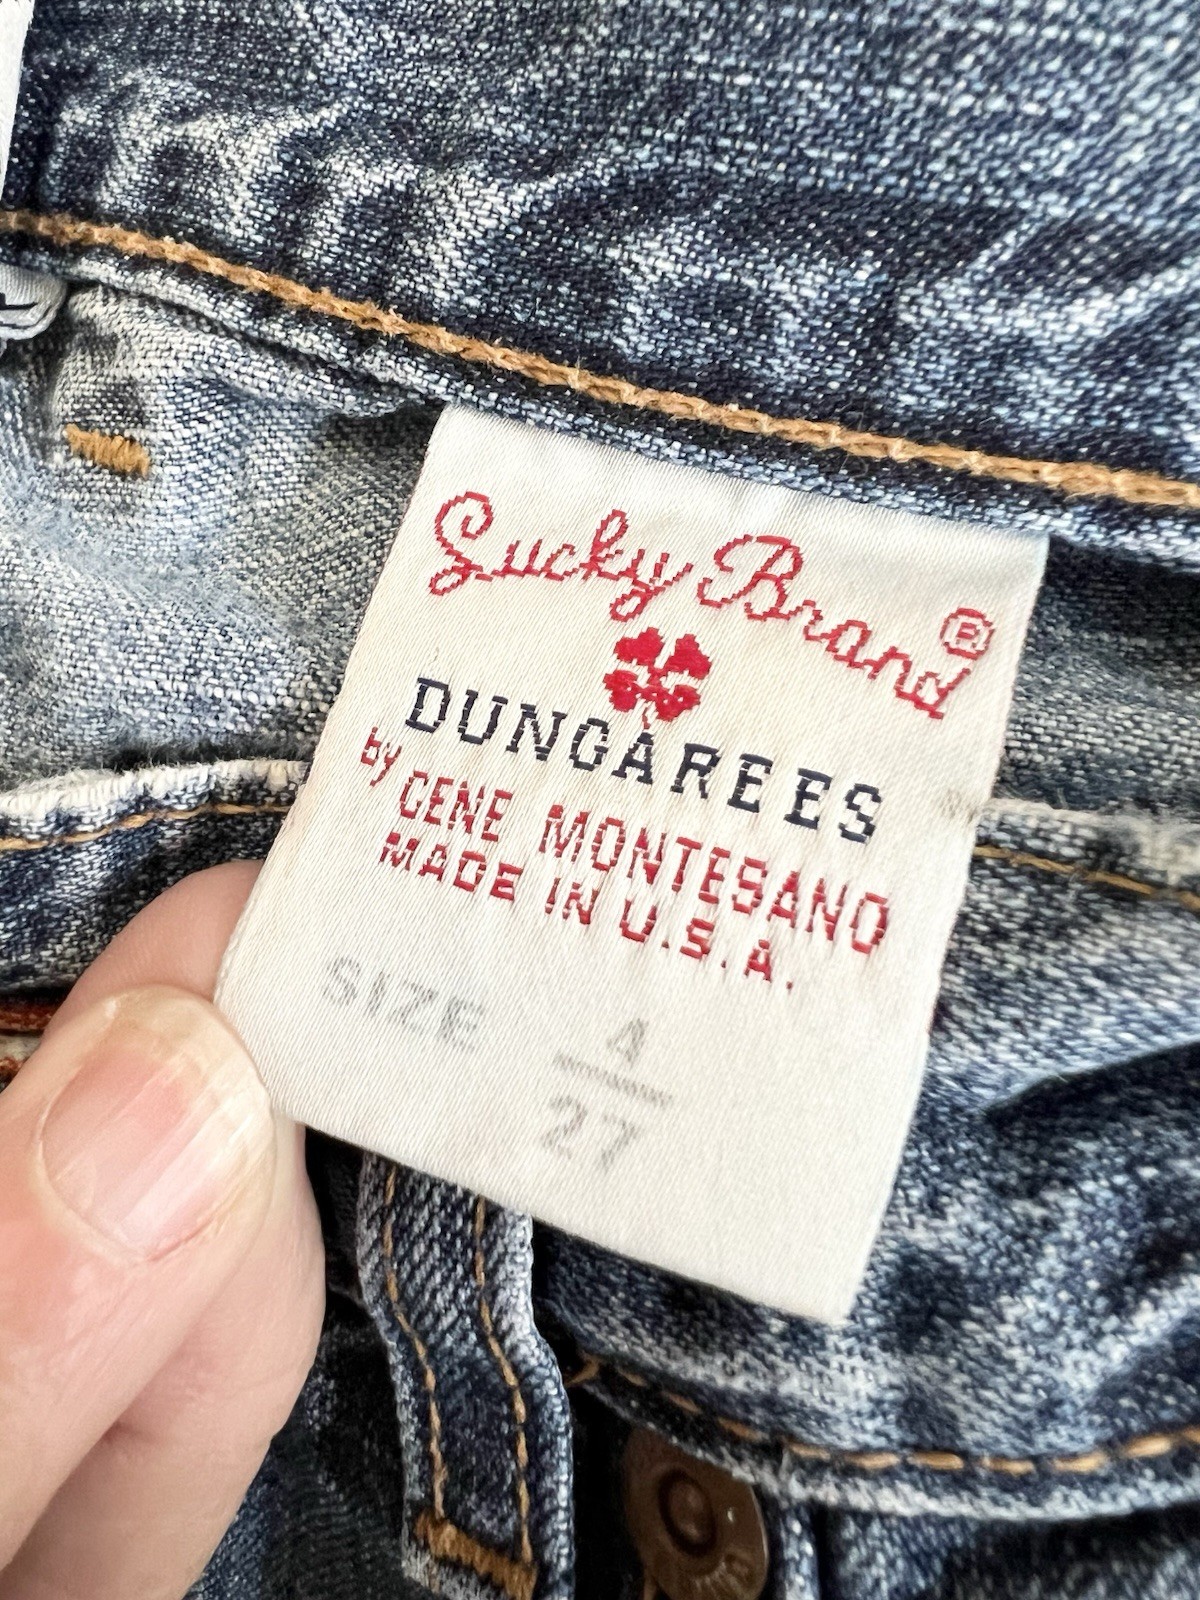 Lucky Brand®
DUNGAREES
by GENE MONTESANO
MADE IN U.S.A.
SIZE 4
27